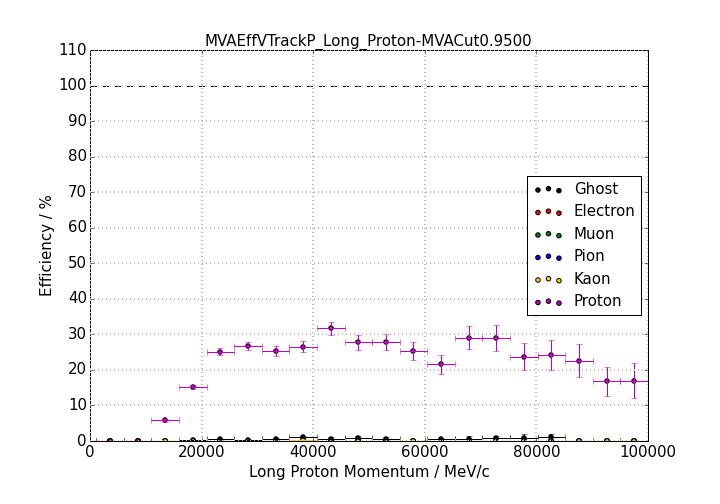 MVAEffVTrackP_Long_Proton-MVACut0.9500
110
100
90
80
70
60
50
40
30
20
10
0
Efficiency / %
Ghost
Electron
Muon
Pion
Kaon
Proton
0 20000 40000 60000 80000 100000
Long Proton Momentum / MeV/c